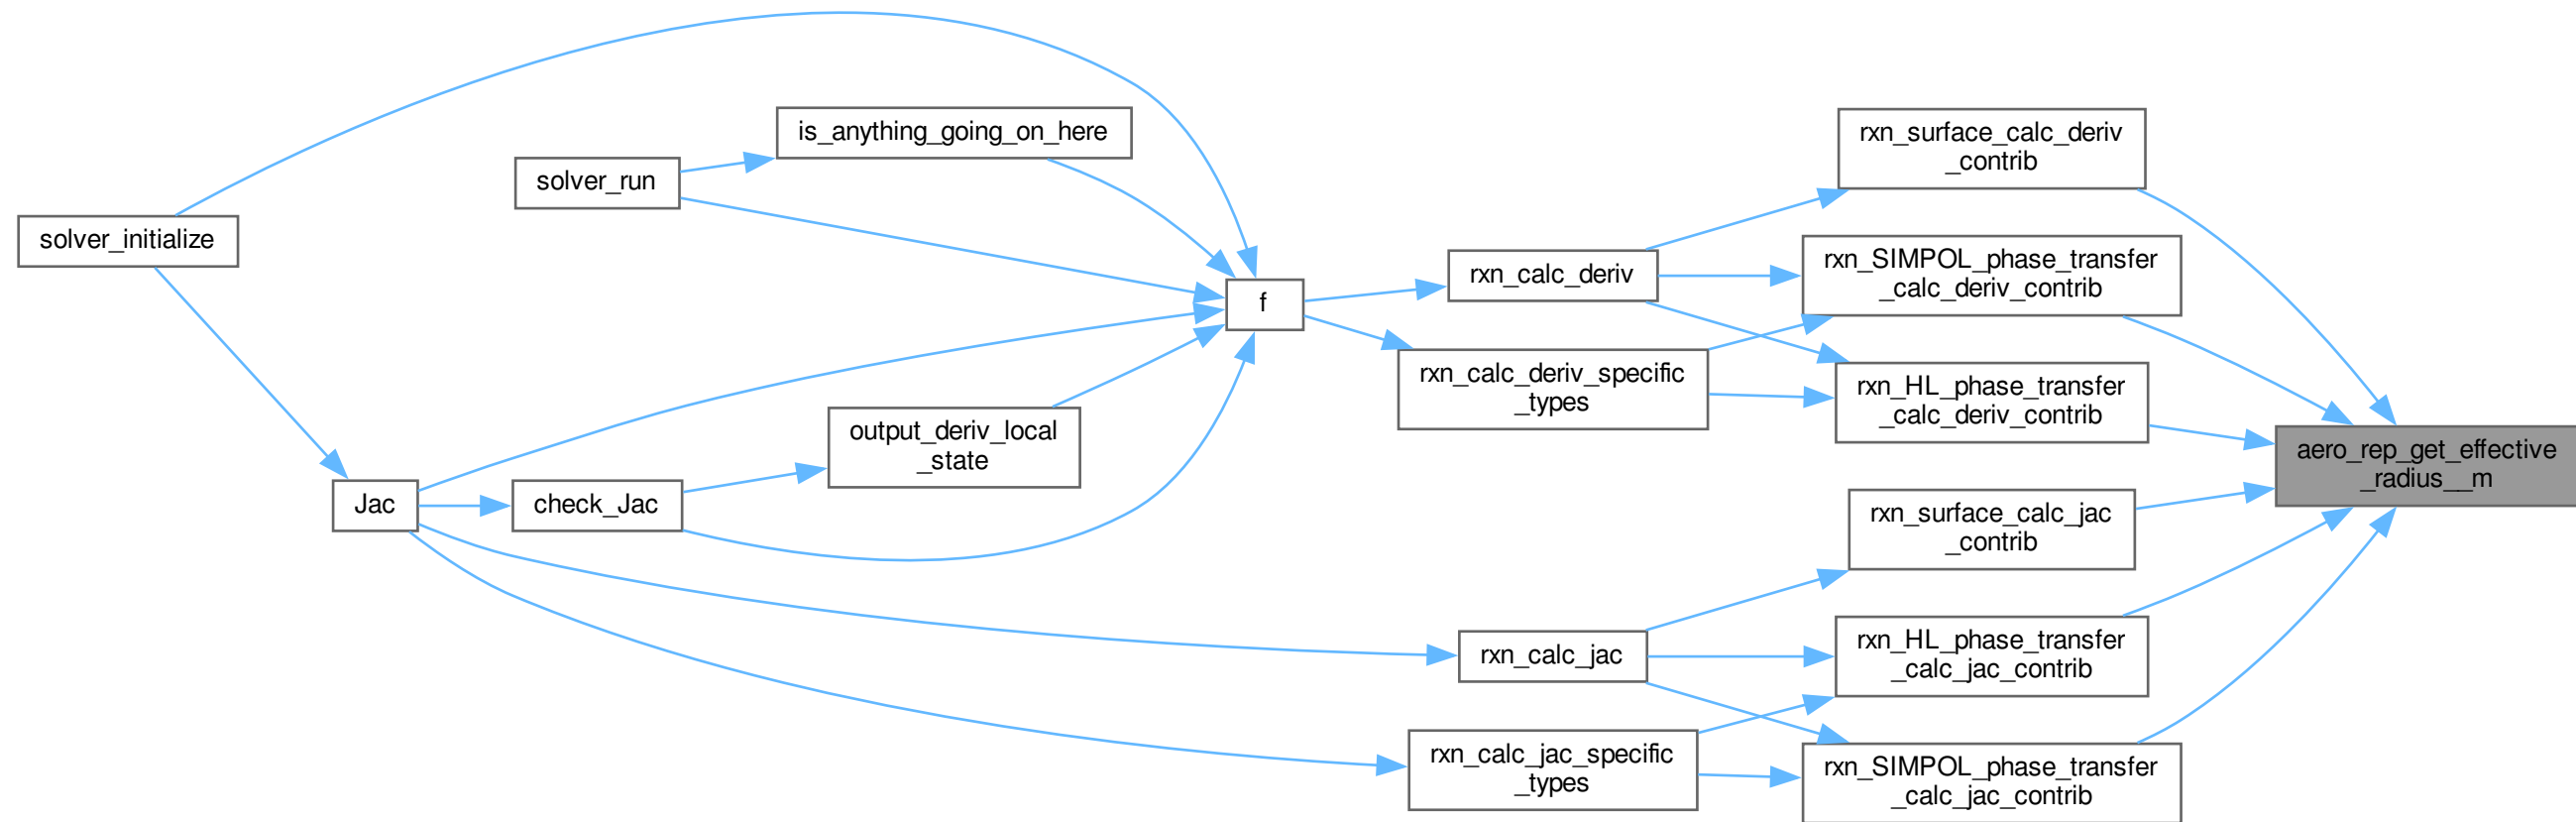 is_anything_going_on_here
solver_run
solver_initialize
f
Jac
check_Jac
output_deriv_local
_state
rxn_calc_deriv
rxn_calc_deriv_specific
_types
rxn_calc_jac
rxn_calc_jac_specific
_types
rxn_surface_calc_deriv
_contrib
rxn_SIMPOL_phase_transfer
_calc_deriv_contrib
rxn_HL_phase_transfer
_calc_deriv_contrib
rxn_surface_calc_jac
_contrib
rxn_HL_phase_transfer
_calc_jac_contrib
rxn_SIMPOL_phase_transfer
_calc_jac_contrib
aero_rep_get_effective
_radius__m